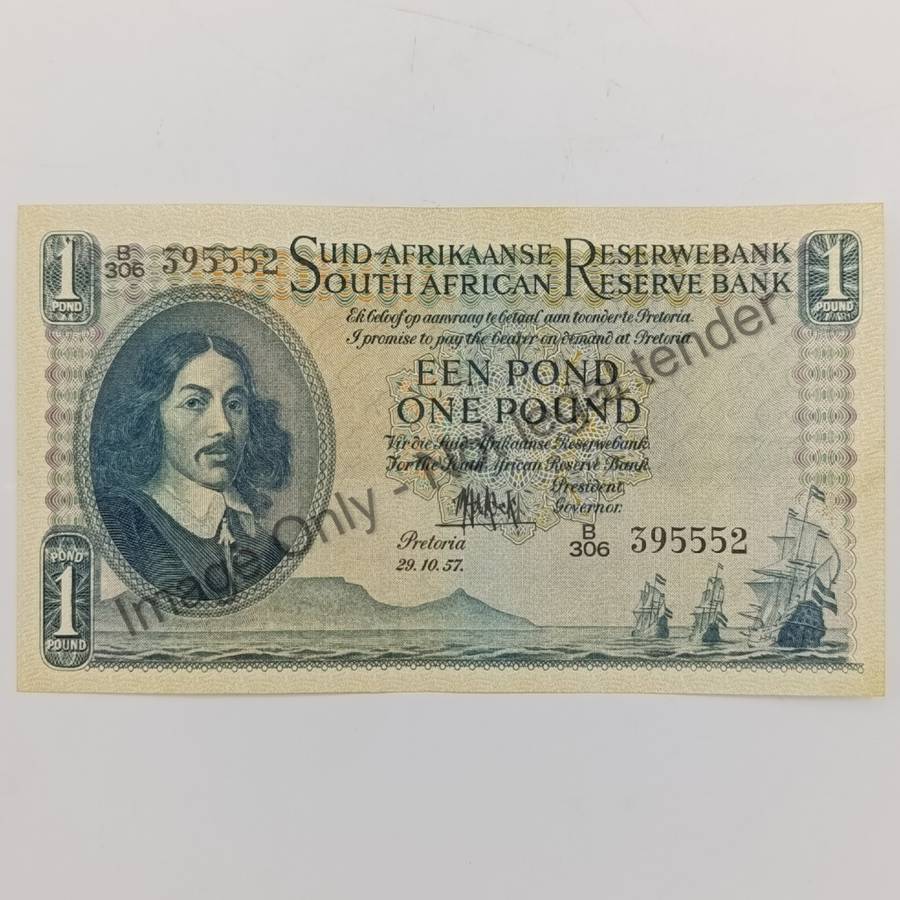 1
POND
B
306 395552
SUID-AFRIKAANSE RESERWEBANK
SOUTH AFRICAN RESERVE BANK
1
POUND
Ek beloof op aanvraag te betaal aan toonder te Pretoria
I promise to pay the bearer on demand at Pretoria
EEN POND
ONE POUND
Vir die Suid-Afrikaanse Reserwebank
For the South African Reserve Bank
President
Governor.
Pretoria
29.10.57.
B
306 395552
POND
1
POUND
Image Only - Not Legal tender